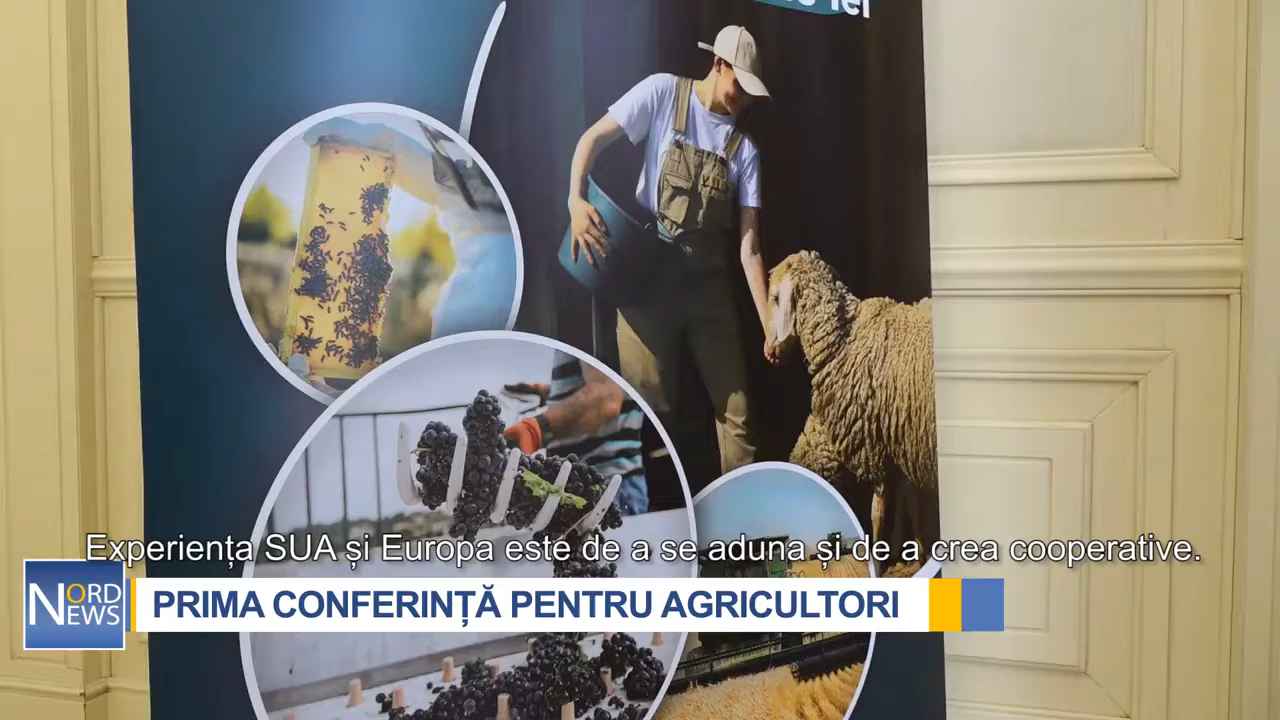 Experiența SUA și Europa este de a se aduna și de a crea cooperative.
NORD
NEWS
PRIMA CONFERINȚĂ PENTRU AGRICULTORI